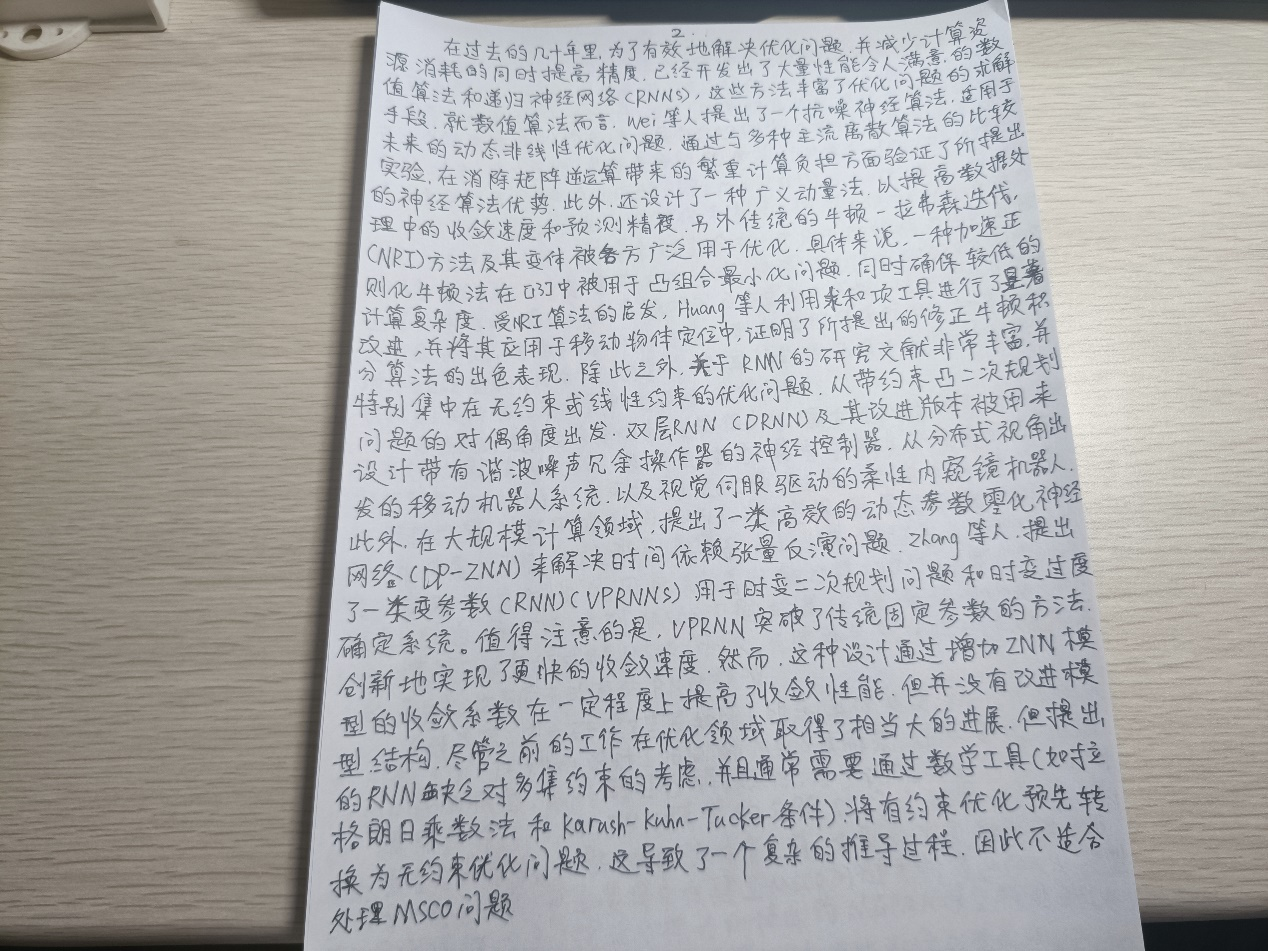 2.
在过去的几十年里.为了有效地解决优化问题.并减少计算资
源消耗的同时提高精度.已经开发出了大量性能令人满意的数
值算法和递归神经网络(RNNs),这些方法丰富了优化问题的求解
手段.就数值算法而言.Wei等人提出了一个抗噪神经算法.适用于
未来的动态非线性优化问题.通过与多种主流离散算法的比较
实验.在消除矩阵逆运算带来的繁重计算负担方面验证了所提出
的神经算法优势.此外.还设计了一种广义动量法.以提高数据外
理中的收敛速度和预测精度.另外传统的牛顿-拉弗森迭代.
(NRI)方法及其变体被各方广泛用于优化.具体来说.一种加速正
则化牛顿法在[3]中被用于凸组合最小化问题.同时确保较低的
计算复杂度.受NRI算法的启发,Huang等人利用求和项工具进行了显著
改进,并将其应用于移动物体定位中,证明了所提出的修正牛顿积
分算法的出色表现.除此之外.关于RNN的研究文献非常丰富.并
特别集中在无约束或线性约束的优化问题.从带约束凸二次规划
问题的对偶角度出发.双层RNN(DRNN)及其改进版本被用来
设计带有谐波噪声冗余操作器的神经控制器.从分布式视角出
发的移动机器人系统.以及视觉伺服驱动的柔性内窥镜机器人.
此外.在大规模计算领域.提出了一类高效的动态参数零化神经
网络(DP-ZNN)来解决时间依赖张量反演问题.Zhang等人.提出
了一类变参数(RNN)(VPRNNs)用于时变二次规划问题和时变过度
确定系统。值得注意的是.VPRNN突破了传统固定参数的方法.
创新地实现了更快的收敛速度.然而.这种设计通过增加ZNN模
型的收敛系数在一定程度上提高了收敛性能.但并没有改进模
型结构.尽管之前的工作在优化领域取得了相当大的进展.但提出
的RNN缺乏对多集约束的考虑.并且通常需要通过数学工具(如拉
格朗日乘数法和Karush-Kuhn-Tucker条件)将有约束优化预先转
换为无约束优化问题.这导致了一个复杂的推导过程.因此不适合
处理MSCO问题